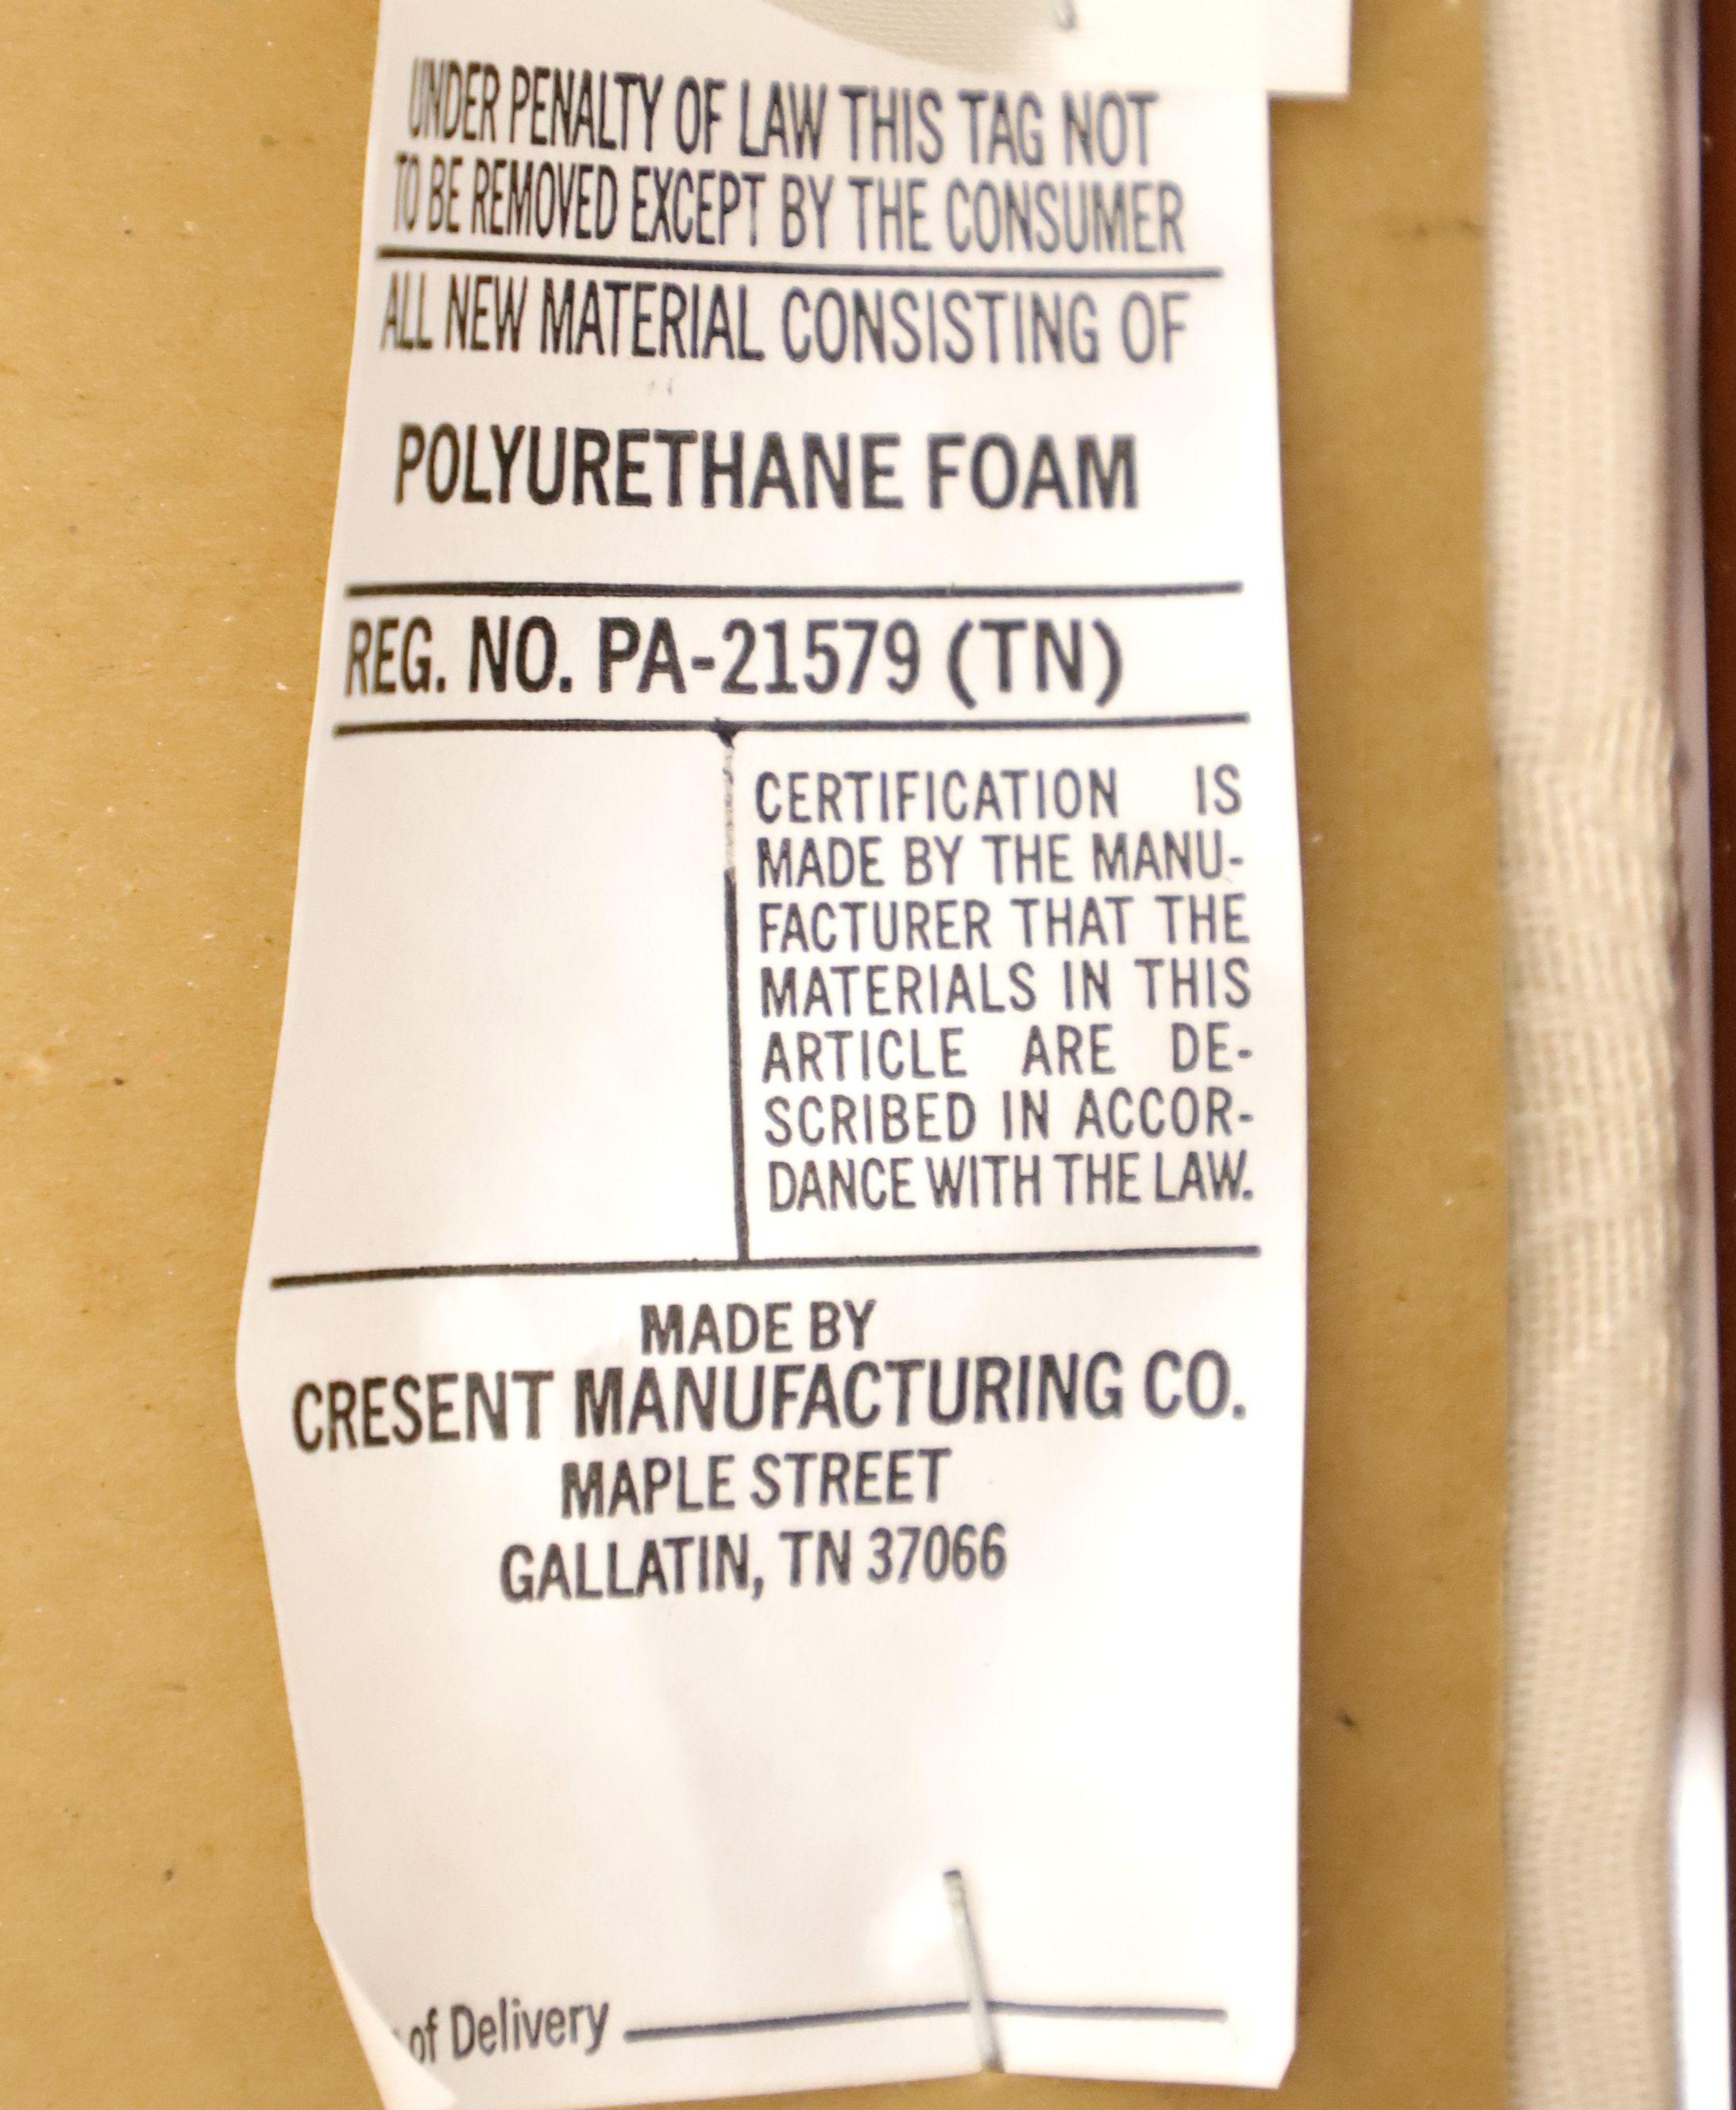 UNDER PENALTY OF LAW THIS TAG NOT
TO BE REMOVED EXCEPT BY THE CONSUMER
ALL NEW MATERIAL CONSISTING OF
POLYURETHANE FOAM
REG. NO. PA-21579 (TN)
CERTIFICATION IS
MADE BY THE MANU-
FACTURER THAT THE
MATERIALS IN THIS
ARTICLE ARE DE-
SCRIBED IN ACCOR-
DANCE WITH THE LAW.
MADE BY
CRESENT MANUFACTURING CO.
MAPLE STREET
GALLATIN, TN 37066
of Delivery